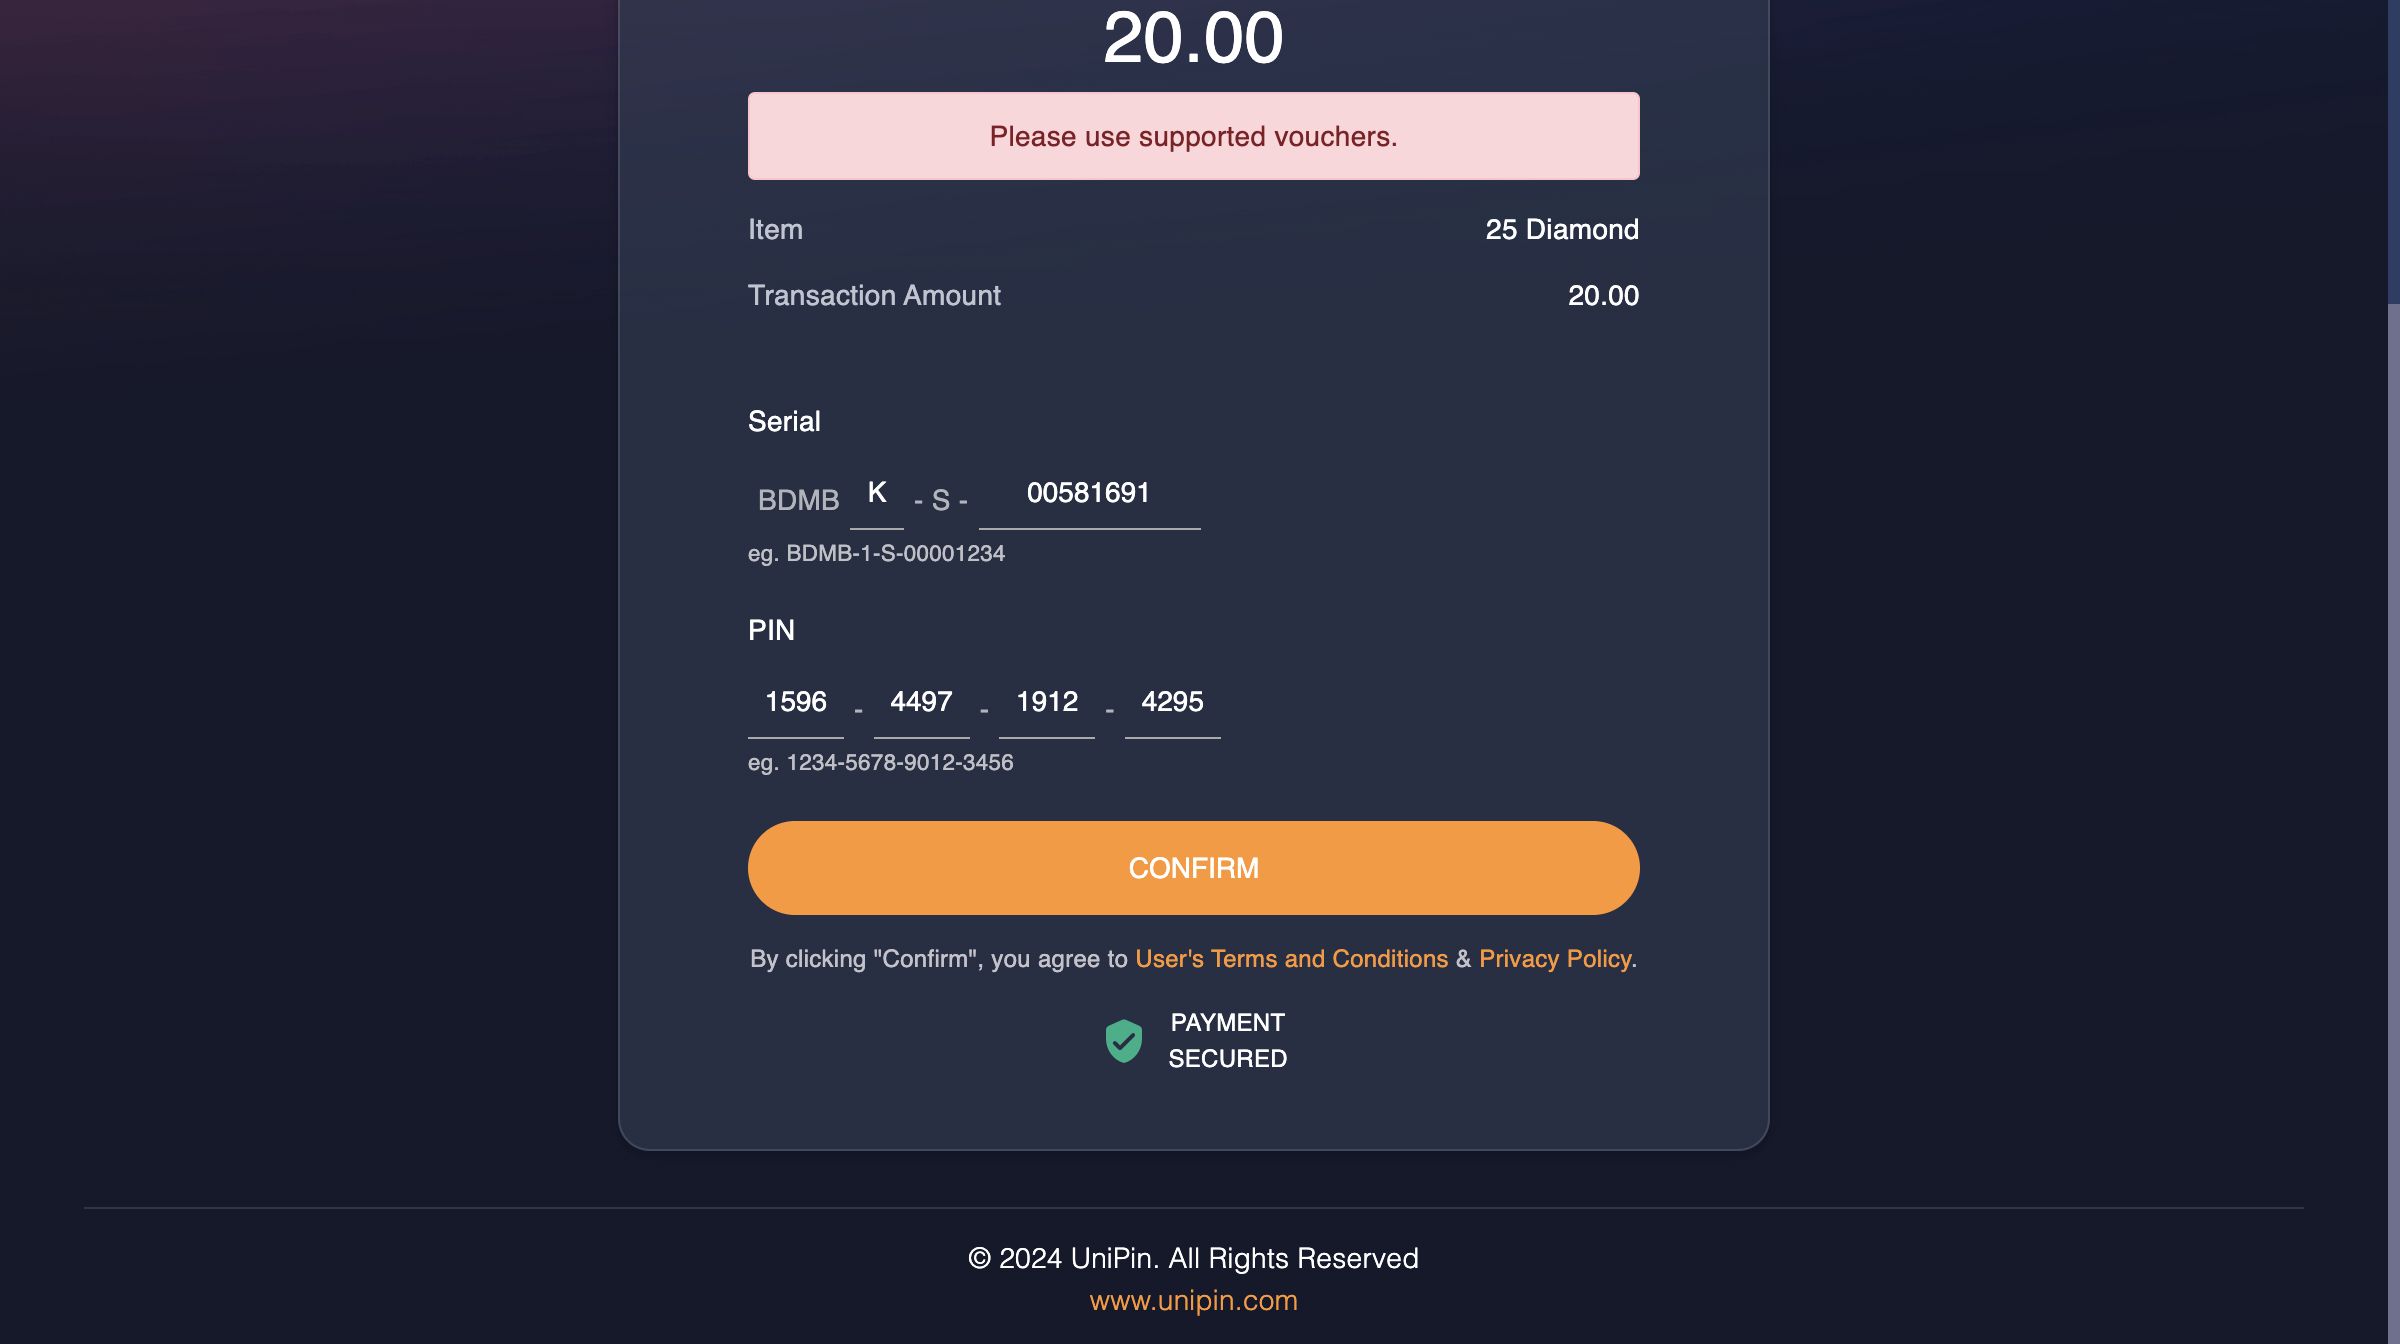 20.00
Please use supported vouchers.
Item 25 Diamond
Transaction Amount 20.00
Serial
BDMB K - S - 00581691
eg. BDMB-1-S-00001234
PIN
1596 - 4497 - 1912 - 4295
eg. 1234-5678-9012-3456
CONFIRM
By clicking "Confirm", you agree to User's Terms and Conditions & Privacy Policy.
PAYMENT
SECURED
© 2024 UniPin. All Rights Reserved
www.unipin.com